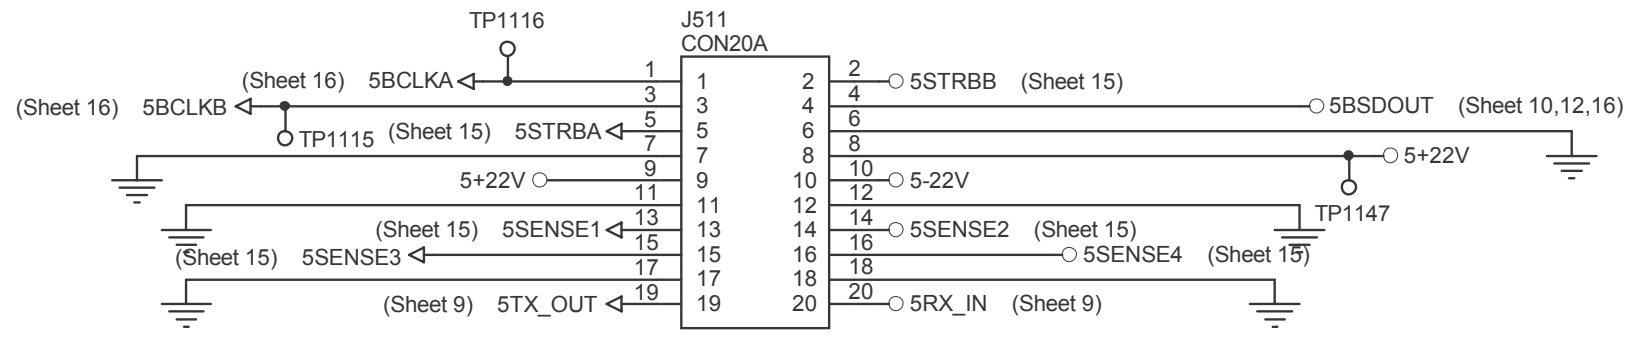 TP1116
J511
CON20A
(Sheet 16) 5BCLKA 1 1 2 2 5STRBB (Sheet 15)
(Sheet 16) 5BCLKB 3 3 4 4 5BSDOUT (Sheet 10,12,16)
TP1115 (Sheet 15) 5STRBA 5 5 6 6
7 7 8 8 5+22V
5+22V 9 9 10 10 5-22V
11 11 12 12
TP1147
(Sheet 15) 5SENSE1 13 13 14 14 5SENSE2 (Sheet 15)
(Sheet 15) 5SENSE3 15 15 16 16 5SENSE4 (Sheet 15)
17 17 18 18
(Sheet 9) 5TX_OUT 19 19 20 20 5RX_IN (Sheet 9)